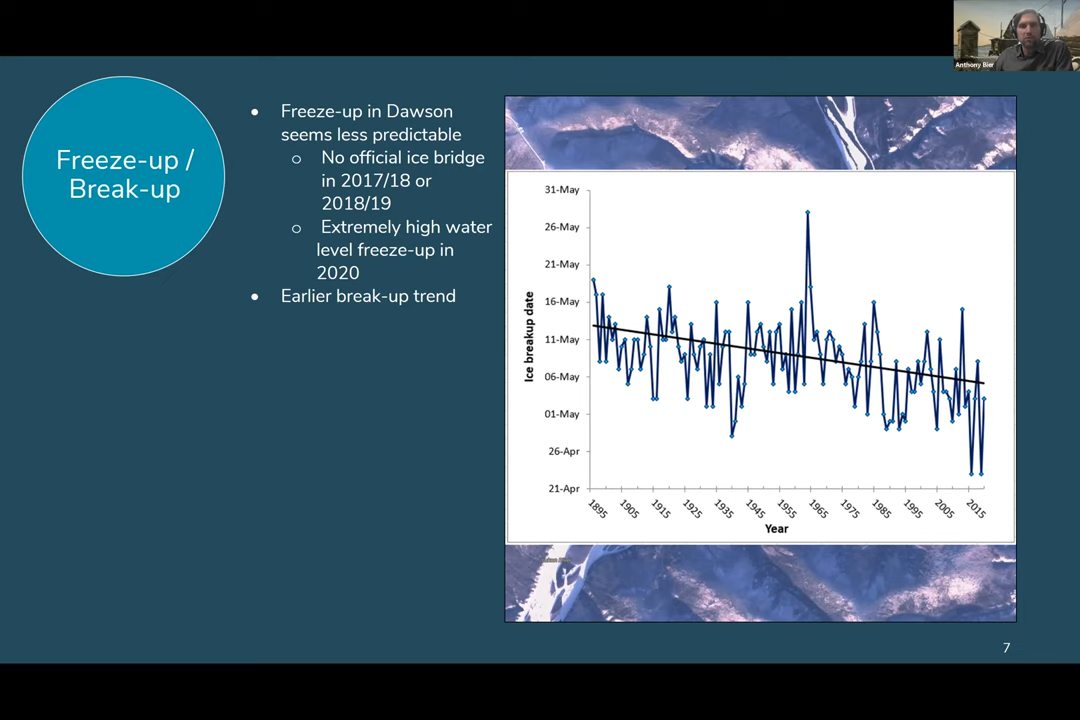 Anthony Bier
Freeze-up /
Break-up
● Freeze-up in Dawson
seems less predictable
o No official ice bridge
in 2017/18 or
2018/19
o Extremely high water
level freeze-up in
2020
● Earlier break-up trend
Ice breakup date
31-May
26-May
21-May
16-May
11-May
06-May
01-May
26-Apr
21-Apr
1895
1905
1915
1925
1935
1945
1955
1965
1975
1985
1995
2005
2015
Year
7